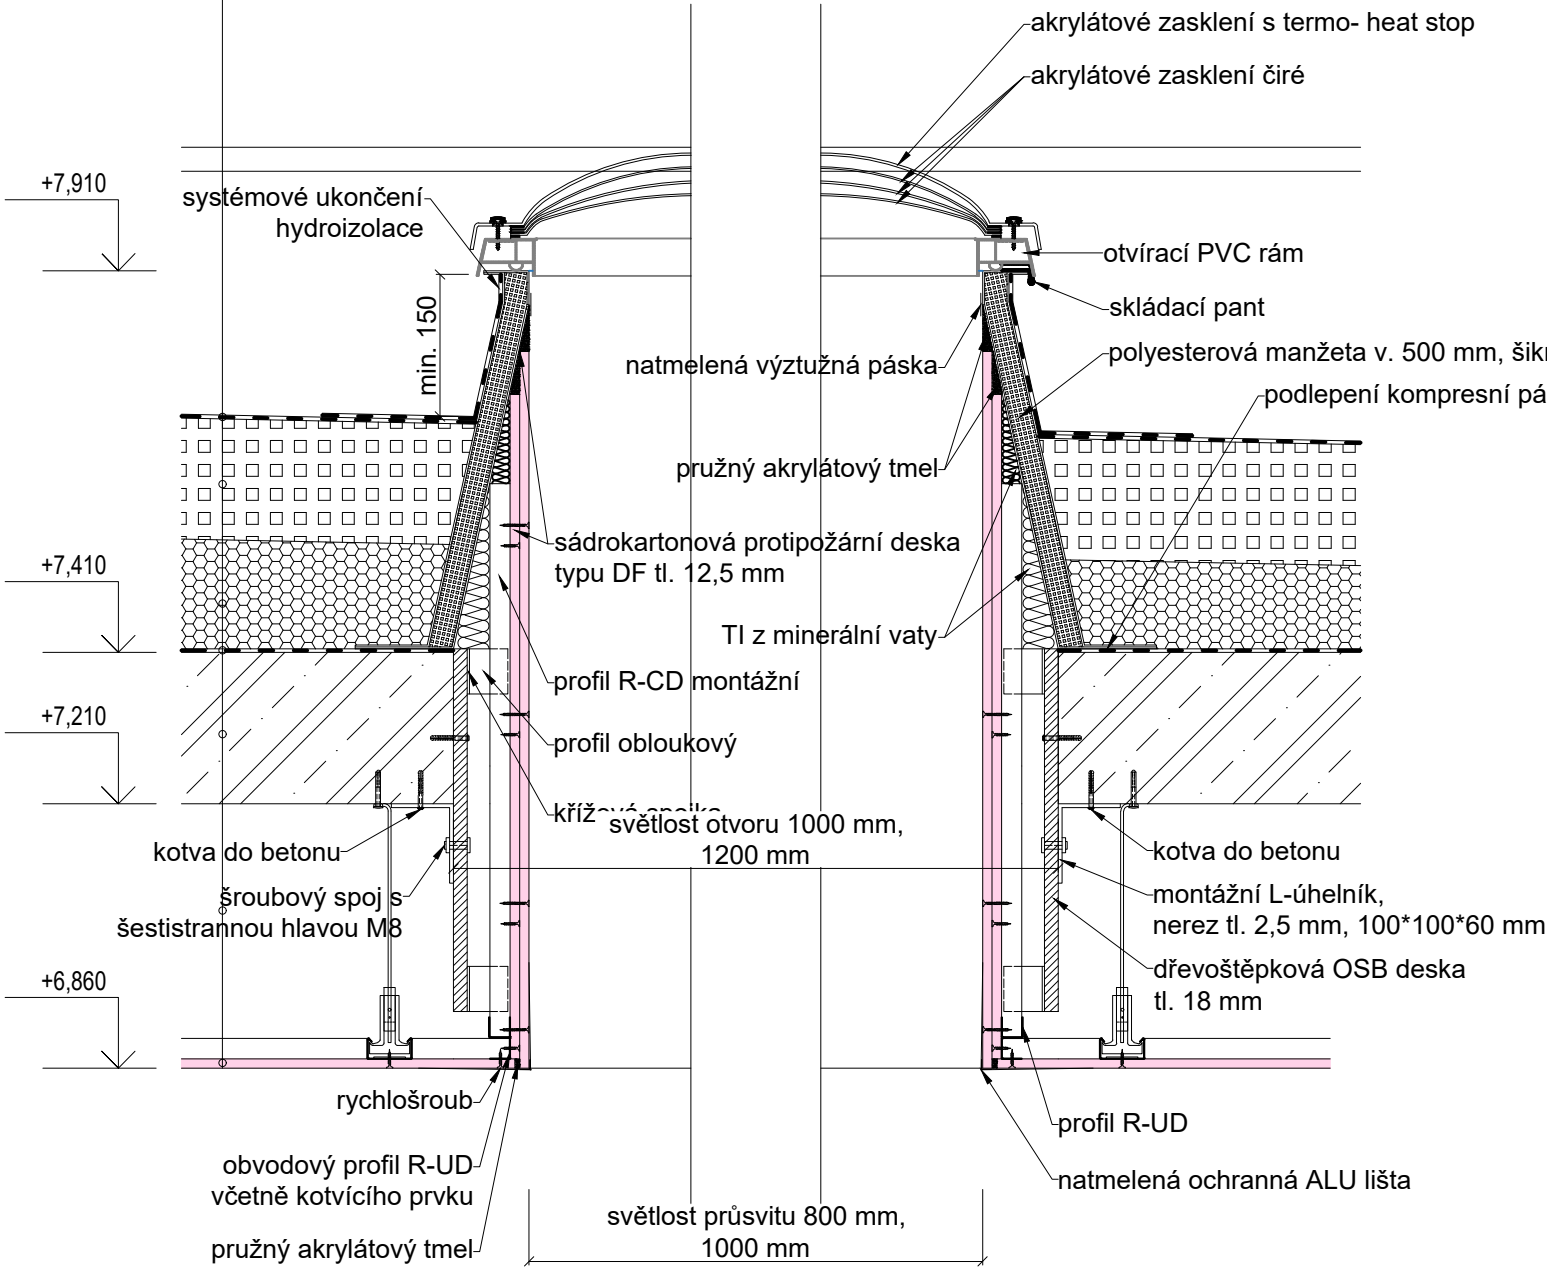 akrylátové zasklení s termo- heat stop
akrylátové zasklení čiré
+7,910
systémové ukončení
hydroizolace
otvírací PVC rám
skládací pant
min. 150
natmelená výztužná páska
polyesterová manžeta v. 500 mm,
podlepení kompresní
pružný akrylátový tmel
sádrokartonová protipožární deska
typu DF tl. 12,5 mm
+7,410
TI z minerální vaty
profil R-CD montážní
+7,210
profil obloukový
světlost otvoru 1000 mm,
1200 mm
kotva do betonu
kotva do betonu
šroubový spoj s
šestistrannou hlavou M8
montážní L-úhelník,
nerez tl. 2,5 mm, 100*100*60 mm
dřevoštěpková OSB deska
tl. 18 mm
+6,860
rychlošroub
profil R-UD
obvodový profil R-UD
včetně kotvícího prvku
natmelená ochranná ALU lišta
světlost průsvitu 800 mm,
1000 mm
pružný akrylátový tmel